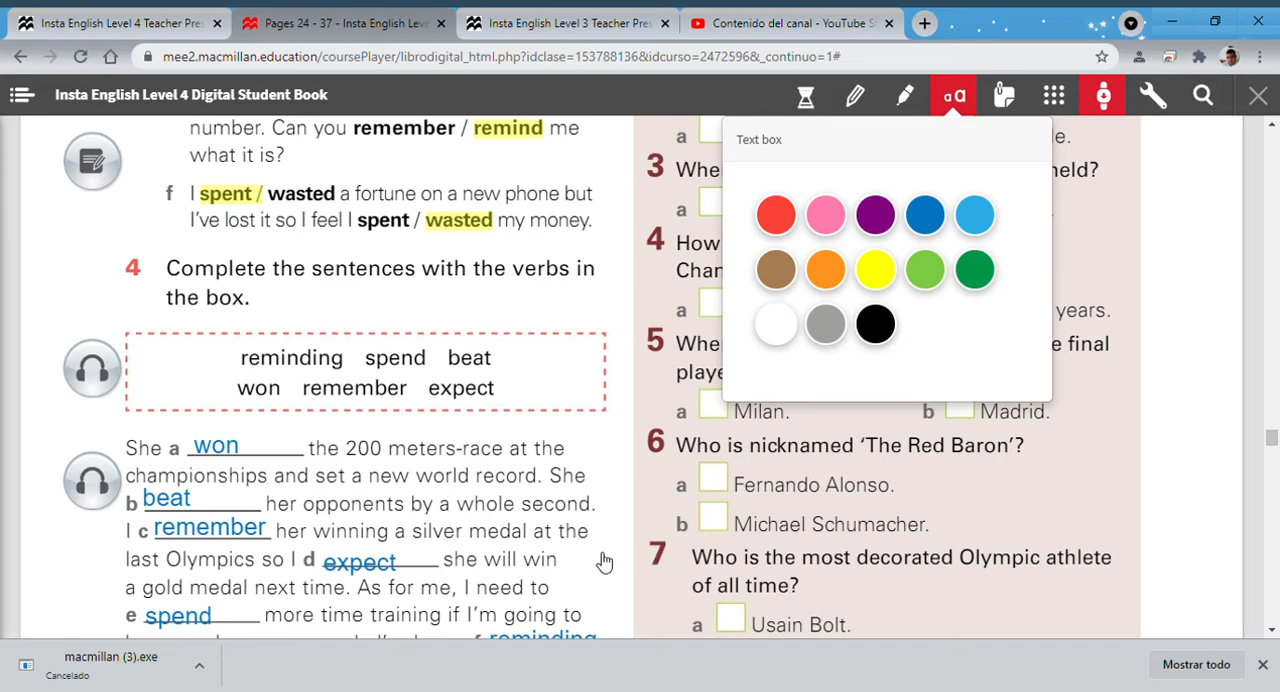 Insta English Level 4 Teacher Pres
Pages 24 - 37 - Insta English Leve
Insta English Level 3 Teacher Pres
Contenido del canal - YouTube S
mee2.macmillan.education/coursePlayer/librodigital_html.php?idclase=153788136&idcurso=2472596&_continuo=1#
Insta English Level 4 Digital Student Book
aa
number. Can you remember / remind me
what it is?
f I spent / wasted a fortune on a new phone but
I've lost it so I feel I spent / wasted my money.
4 Complete the sentences with the verbs in
the box.
reminding spend beat
won remember expect
She a won the 200 meters-race at the
championships and set a new world record. She
b beat her opponents by a whole second.
I c remember her winning a silver medal at the
last Olympics so I d expect she will win
a gold medal next time. As for me, I need to
e spend more time training if I'm going to
reminding
Text box
a e.
3 Whe held?
a
4 How
Chan
a years.
5 Whe e final
playe
a Milan. b Madrid.
6 Who is nicknamed 'The Red Baron'?
a Fernando Alonso.
b Michael Schumacher.
7 Who is the most decorated Olympic athlete
of all time?
a Usain Bolt.
macmillan (3).exe
Cancelado
Mostrar todo